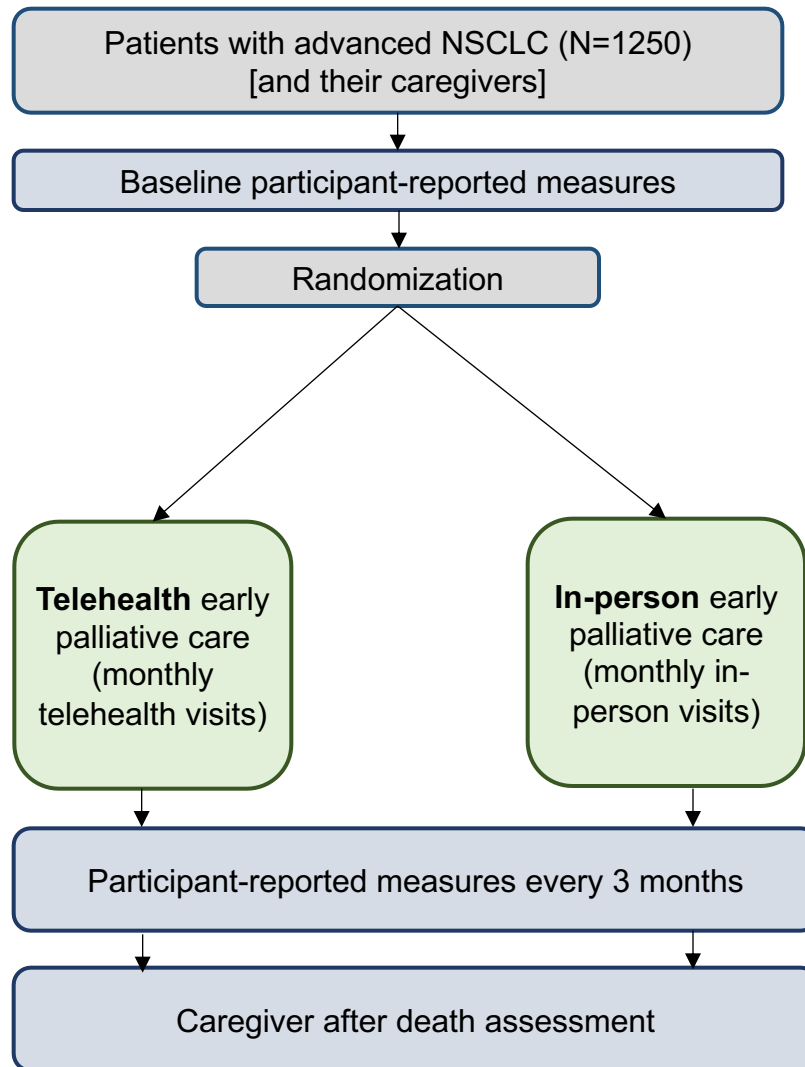 Patients with advanced NSCLC (N=1250)
[and their caregivers]
Baseline participant-reported measures
Randomization
Telehealth early
palliative care
(monthly
telehealth visits)
In-person early
palliative care
(monthly in-
person visits)
Participant-reported measures every 3 months
Caregiver after death assessment